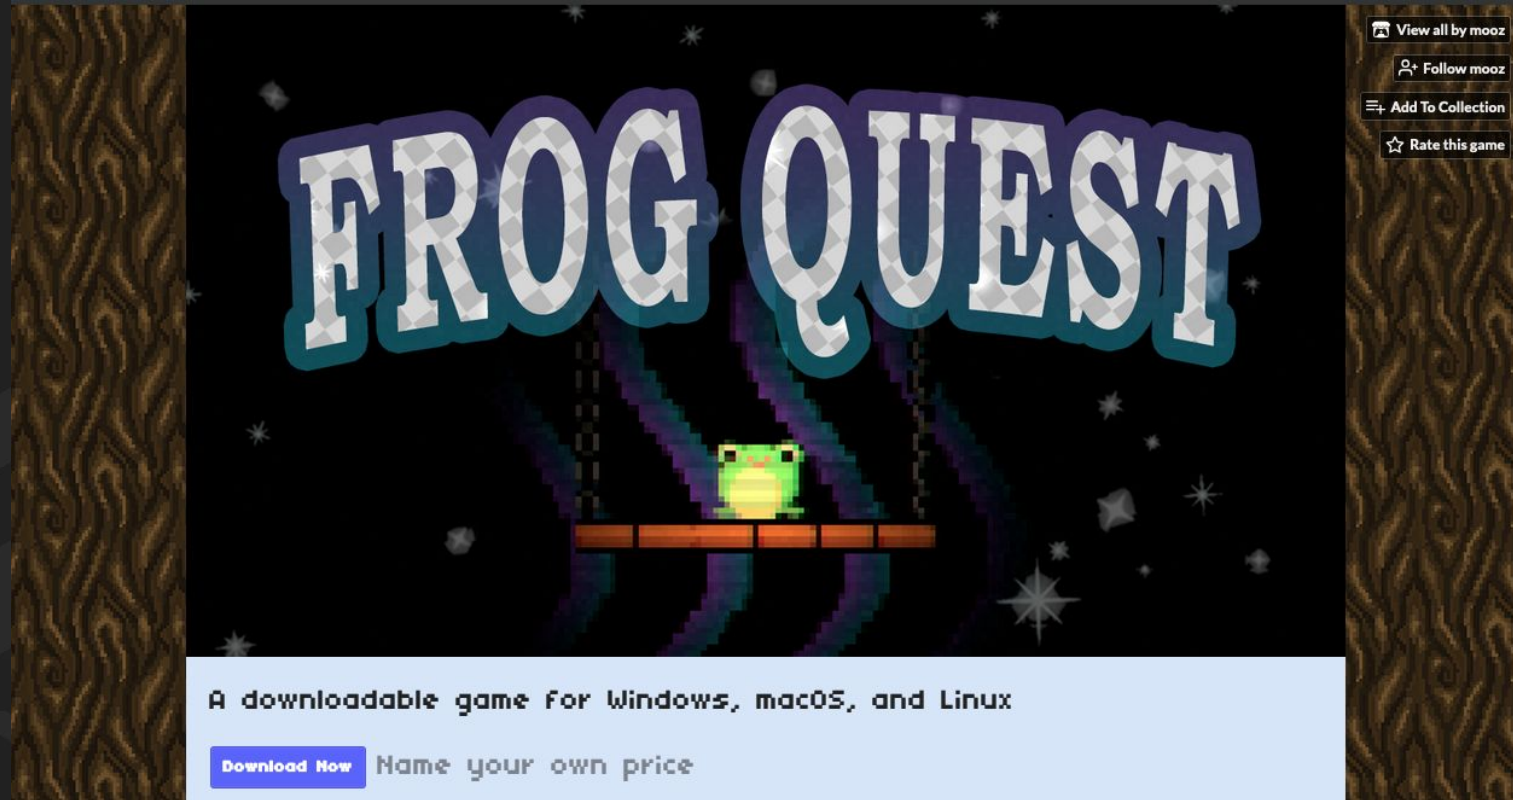 View all by mooz
Follow mooz
Add To Collection
Rate this game
FROG QUEST
A downloadable game for Windows, macOS, and Linux
Download Now Name your own price